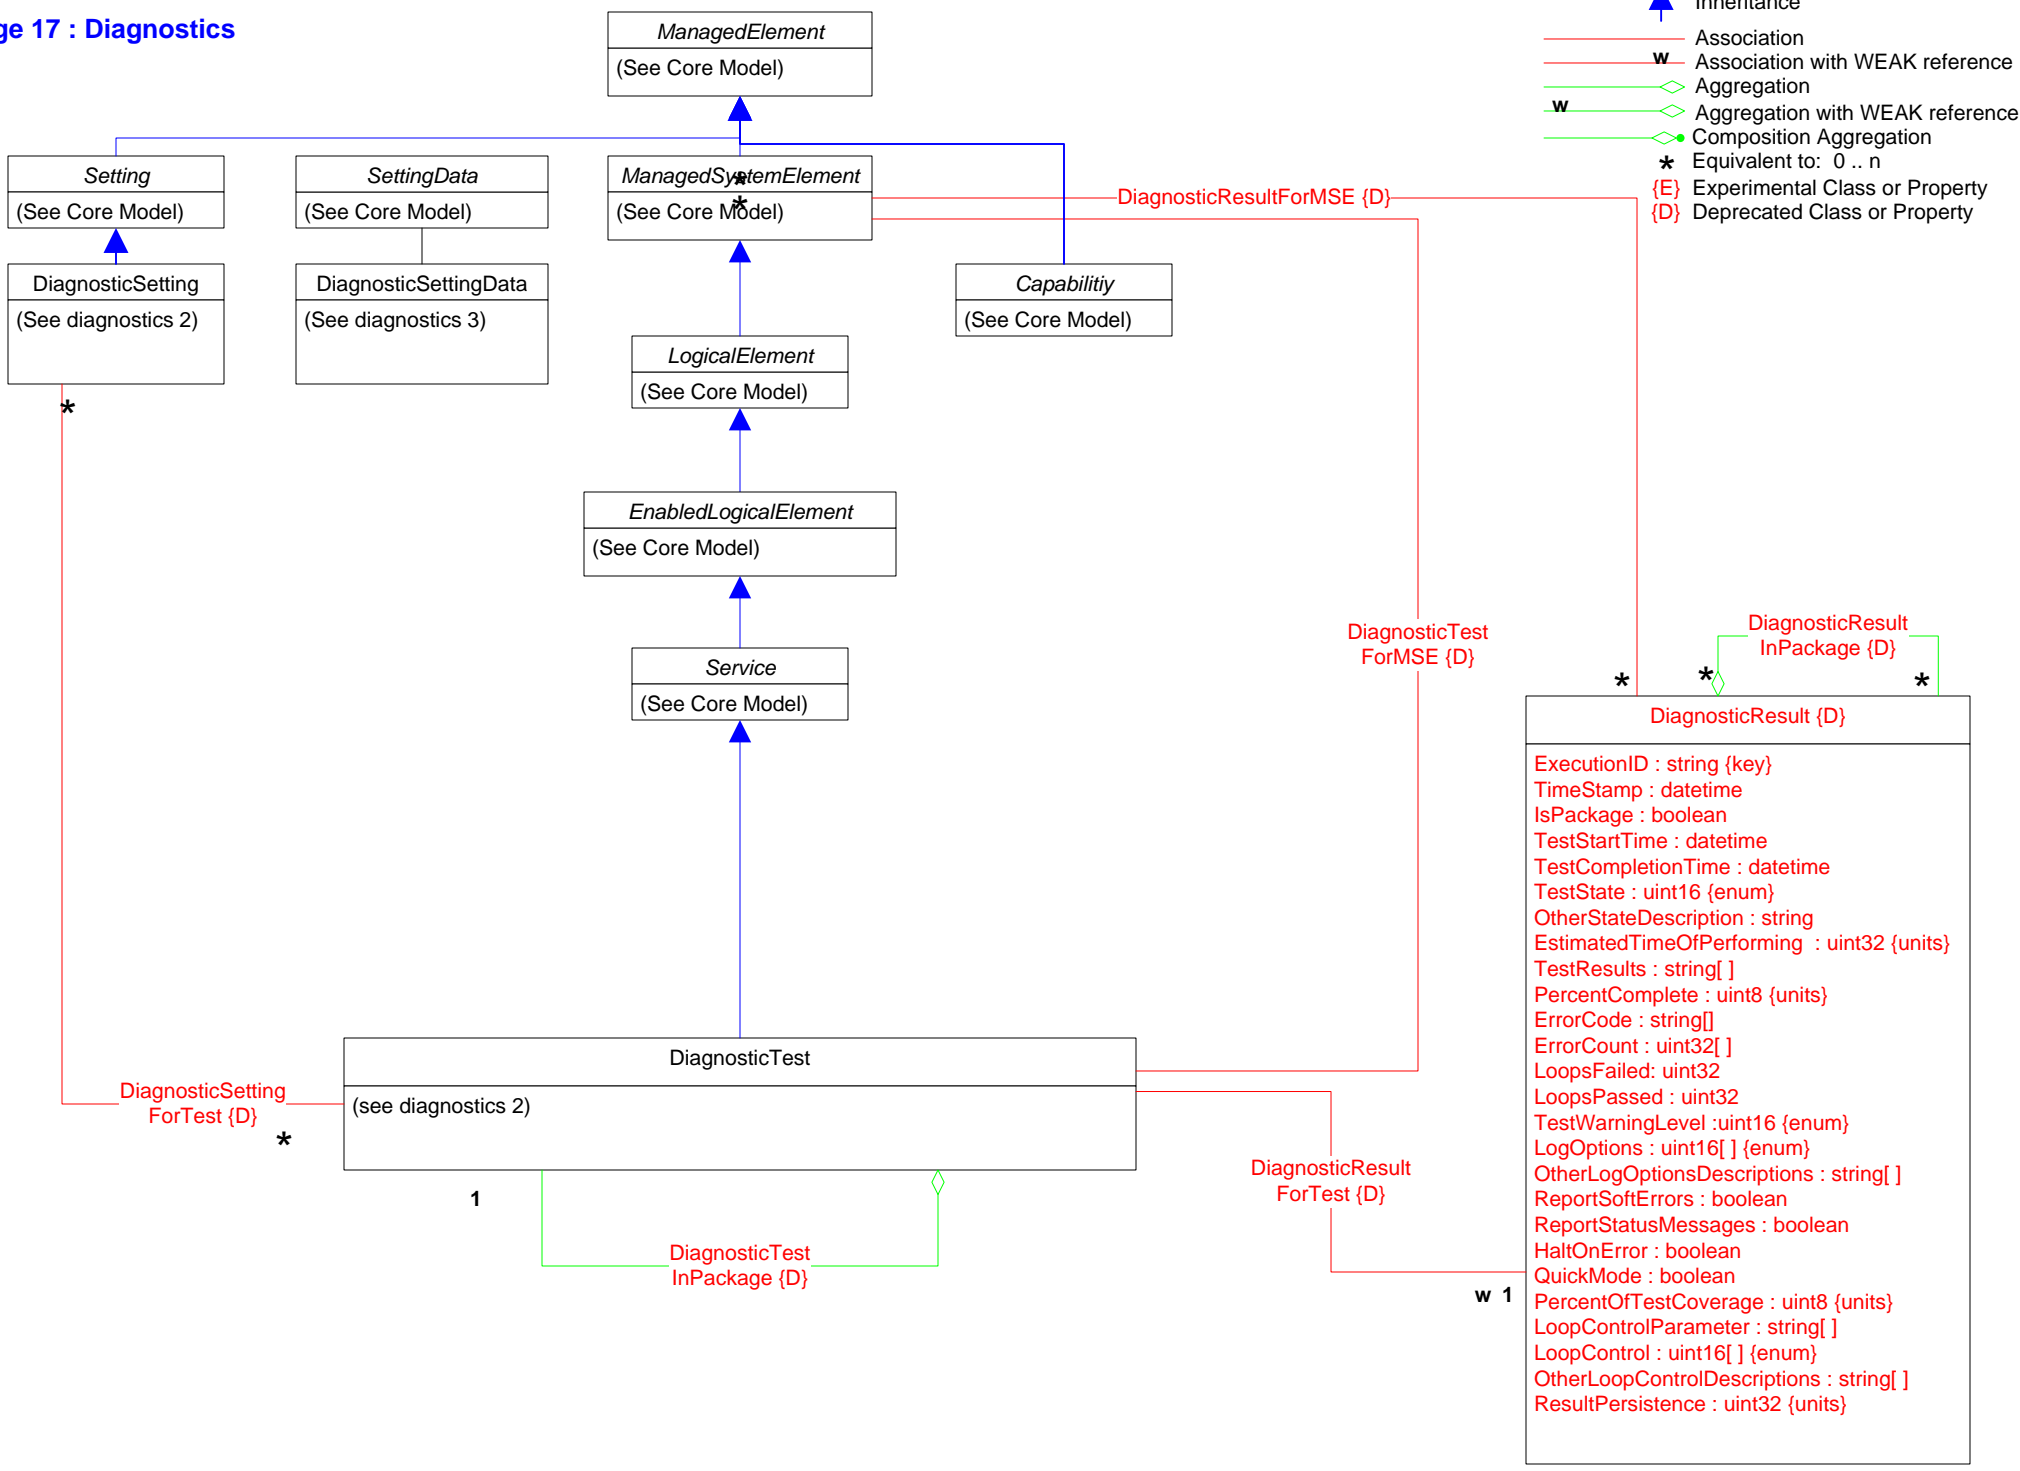 ge 17 : Diagnostics
Inheritance
Association
w Association with WEAK reference
Aggregation
w Aggregation with WEAK reference
Composition Aggregation
* Equivalent to: 0 .. n
{E} Experimental Class or Property
{D} Deprecated Class or Property
ManagedElement
(See Core Model)
Setting
(See Core Model)
SettingData
(See Core Model)
ManagedSystemElement
*
(See Core Model)
*
DiagnosticResultForMSE {D}
DiagnosticSetting
(See diagnostics 2)
*
DiagnosticSettingData
(See diagnostics 3)
Capabilitiy
(See Core Model)
LogicalElement
(See Core Model)
EnabledLogicalElement
(See Core Model)
Service
(See Core Model)
DiagnosticTest
ForMSE {D}
DiagnosticResult
InPackage {D}
*
*
*
DiagnosticResult {D}
ExecutionID : string {key}
TimeStamp : datetime
IsPackage : boolean
TestStartTime : datetime
TestCompletionTime : datetime
TestState : uint16 {enum}
OtherStateDescription : string
EstimatedTimeOfPerforming : uint32 {units}
TestResults : string[ ]
PercentComplete : uint8 {units}
ErrorCode : string[]
ErrorCount : uint32[ ]
LoopsFailed: uint32
LoopsPassed : uint32
TestWarningLevel :uint16 {enum}
LogOptions : uint16[ ] {enum}
OtherLogOptionsDescriptions : string[ ]
ReportSoftErrors : boolean
ReportStatusMessages : boolean
HaltOnError : boolean
QuickMode : boolean
PercentOfTestCoverage : uint8 {units}
LoopControlParameter : string[ ]
LoopControl : uint16[ ] {enum}
OtherLoopControlDescriptions : string[ ]
ResultPersistence : uint32 {units}
DiagnosticTest
(see diagnostics 2)
DiagnosticSetting
ForTest {D}
*
1
DiagnosticTest
InPackage {D}
DiagnosticResult
ForTest {D}
w 1